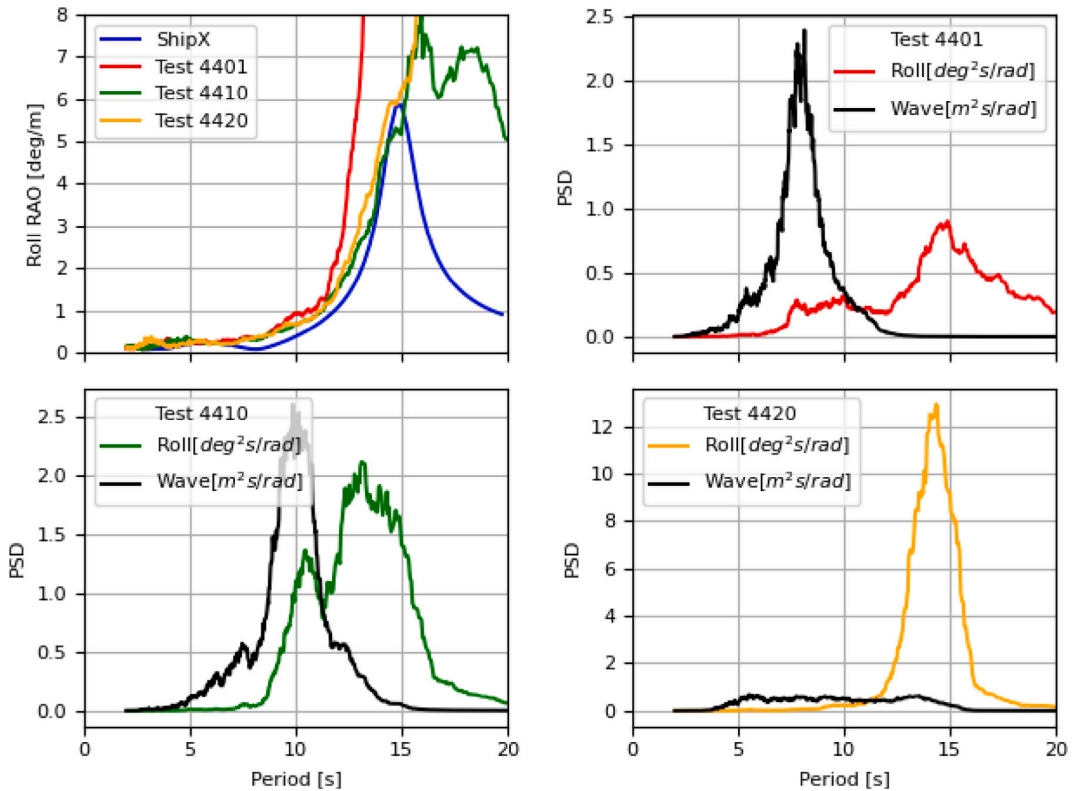 8
7
6
5
4
3
2
1
0
Roll RAO [deg/m]
ShipX
Test 4401
Test 4410
Test 4420
2.5
2.0
1.5
1.0
0.5
0.0
PSD
Test 4401
Roll[deg²s/rad]
Wave[m²s/rad]
2.5
2.0
1.5
1.0
0.5
0.0
PSD
Test 4410
Roll[deg²s/rad]
Wave[m²s/rad]
0 5 10 15 20
Period [s]
12
10
8
6
4
2
0
PSD
Test 4420
Roll[deg²s/rad]
Wave[m²s/rad]
0 5 10 15 20
Period [s]